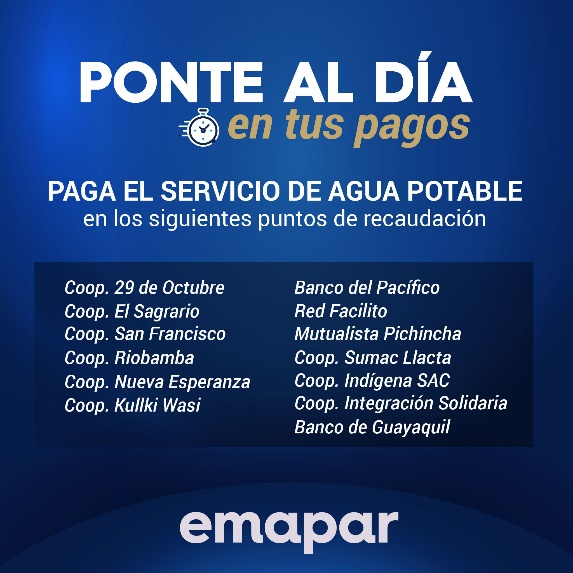 PONTE AL DÍA
en tus pagos
PAGA EL SERVICIO DE AGUA POTABLE
en los siguientes puntos de recaudación
Coop. 29 de Octubre
Coop. El Sagrario
Coop. San Francisco
Coop. Riobamba
Coop. Nueva Esperanza
Coop. Kullki Wasi
Banco del Pacífico
Red Facilito
Mutualista Pichincha
Coop. Sumac Llacta
Coop. Indígena SAC
Coop. Integración Solidaria
Banco de Guayaquil
emapar